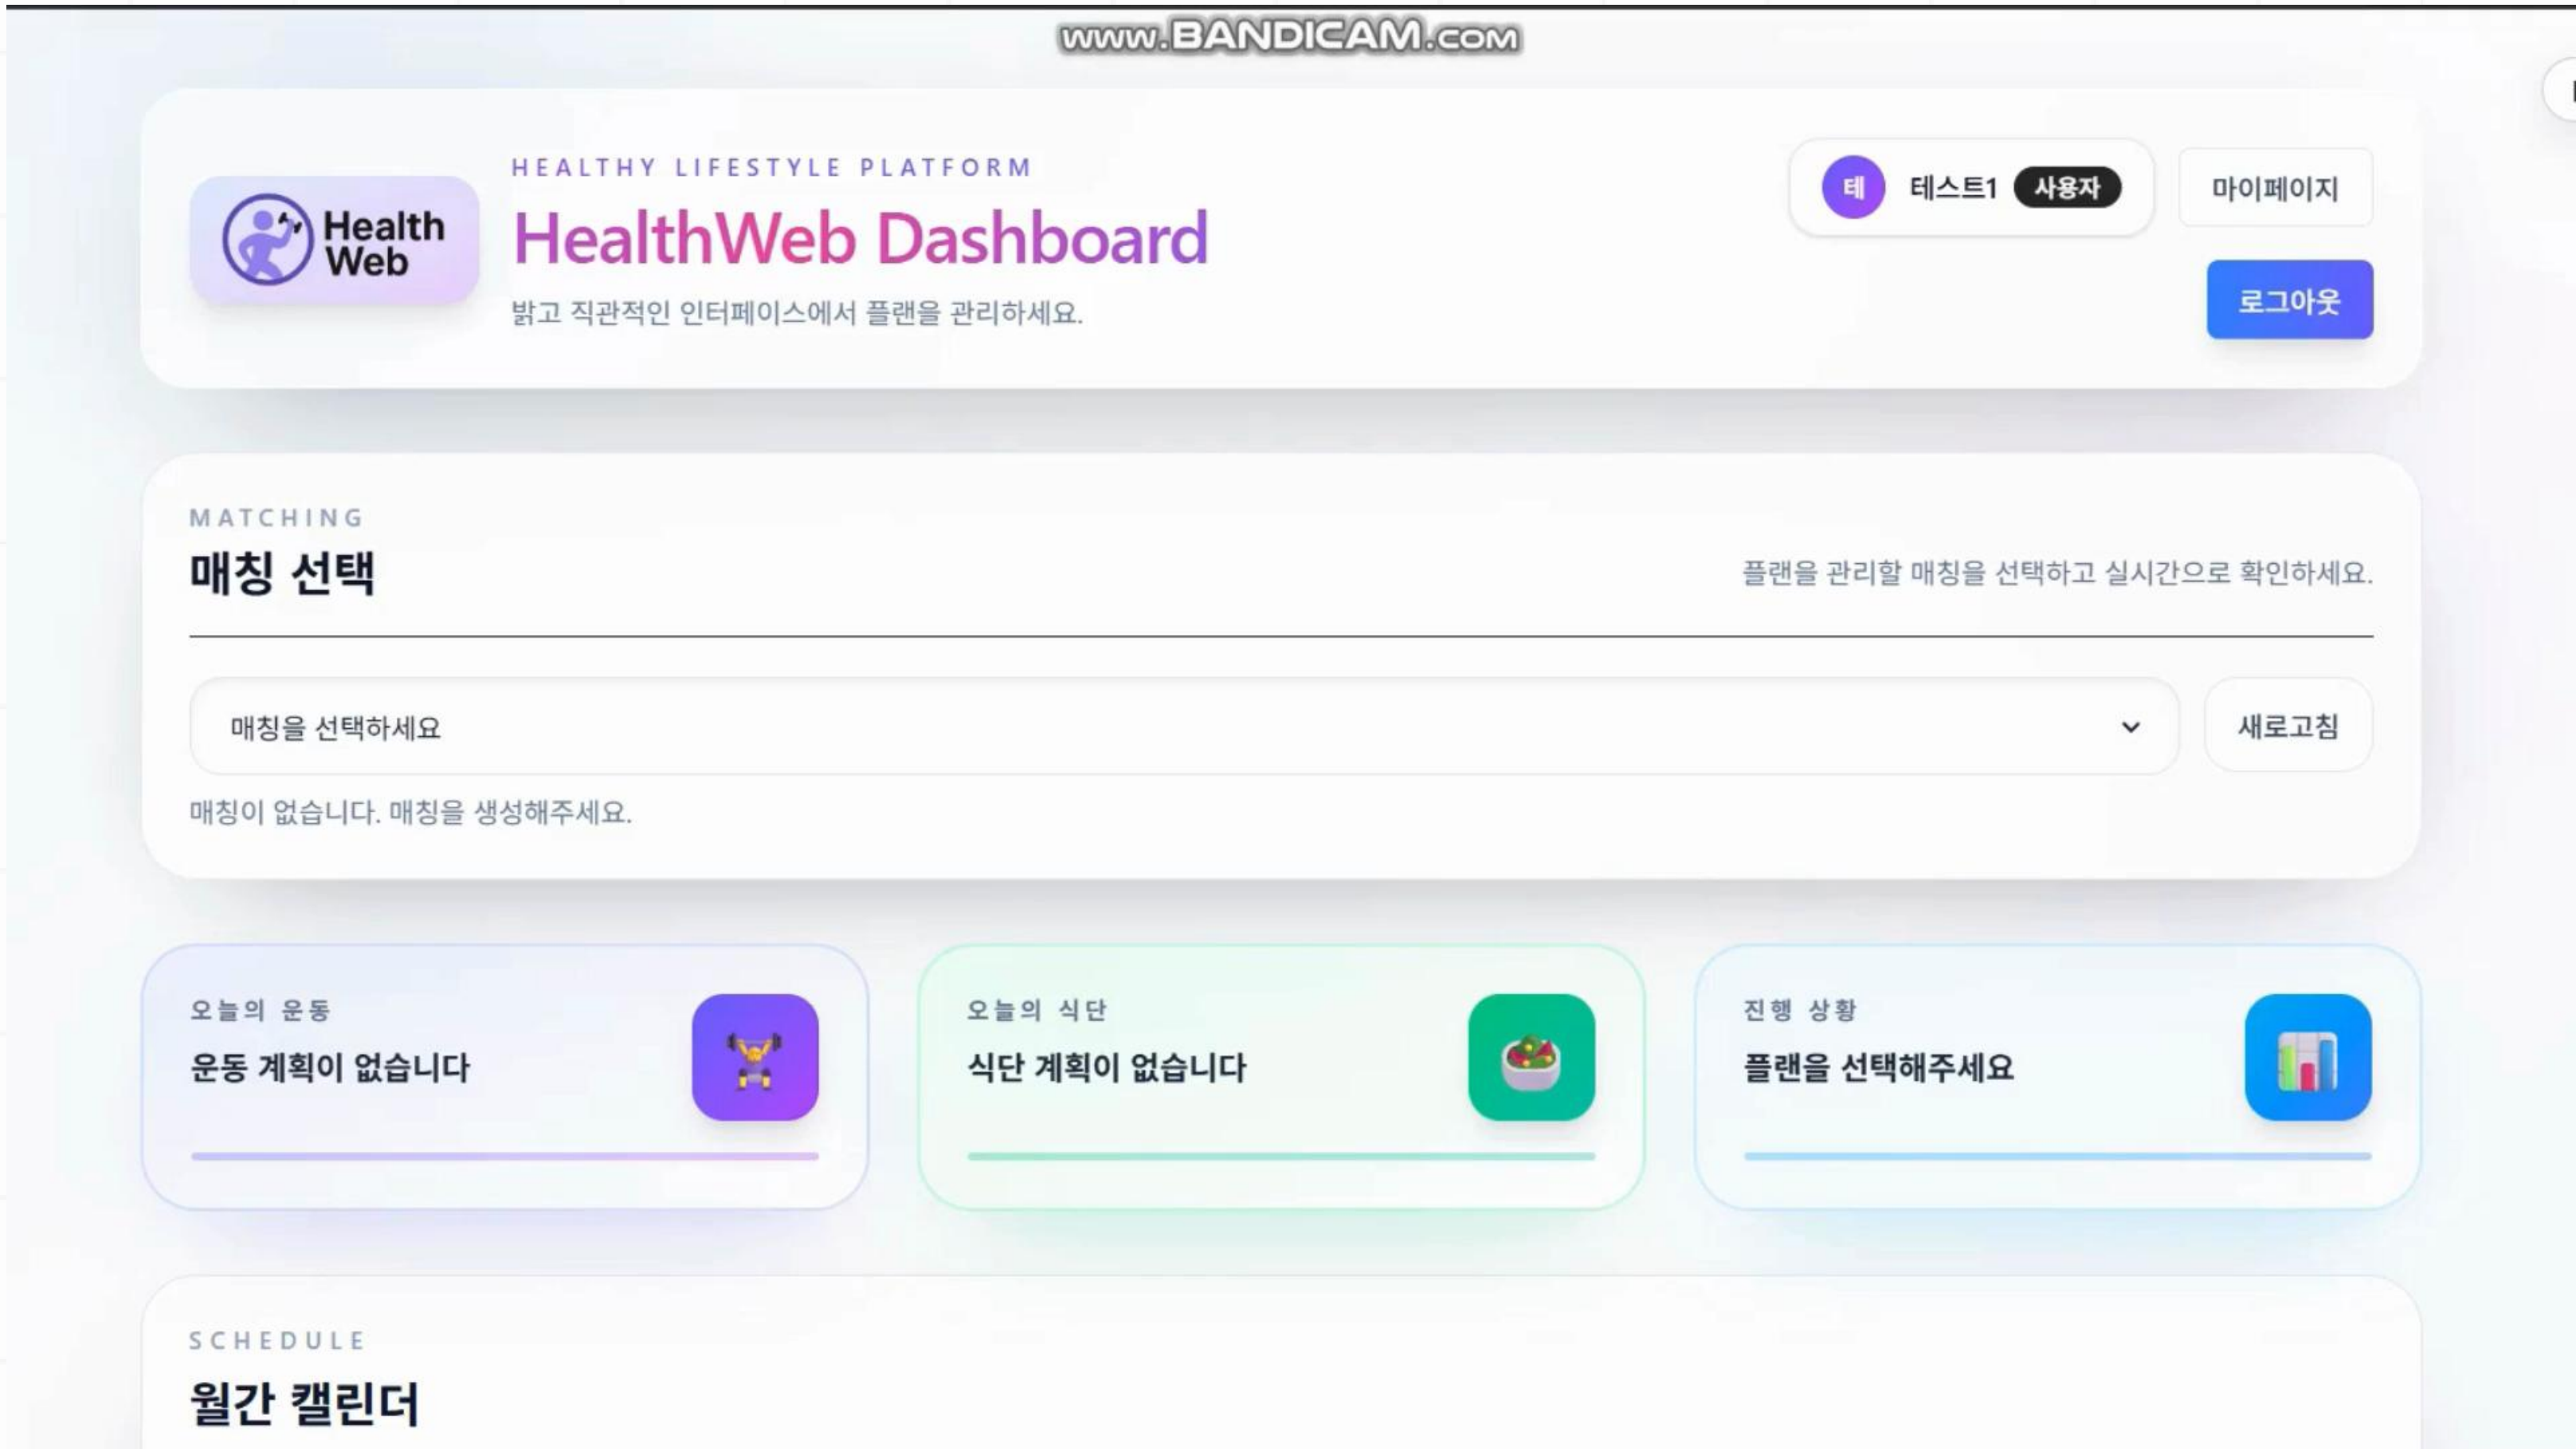 www.BANDICAM.com
HEALTHY LIFESTYLE PLATFORM
Health
Web
HealthWeb Dashboard
밝고 직관적인 인터페이스에서 플랜을 관리하세요.
테 테스트1 사용자 마이페이지
로그아웃
MATCHING
매칭 선택
플랜을 관리할 매칭을 선택하고 실시간으로 확인하세요.
매칭을 선택하세요
새로고침
매칭이 없습니다. 매칭을 생성해주세요.
오늘의 운동
운동 계획이 없습니다
오늘의 식단
식단 계획이 없습니다
진행 상황
플랜을 선택해주세요
SCHEDULE
월간 캘린더